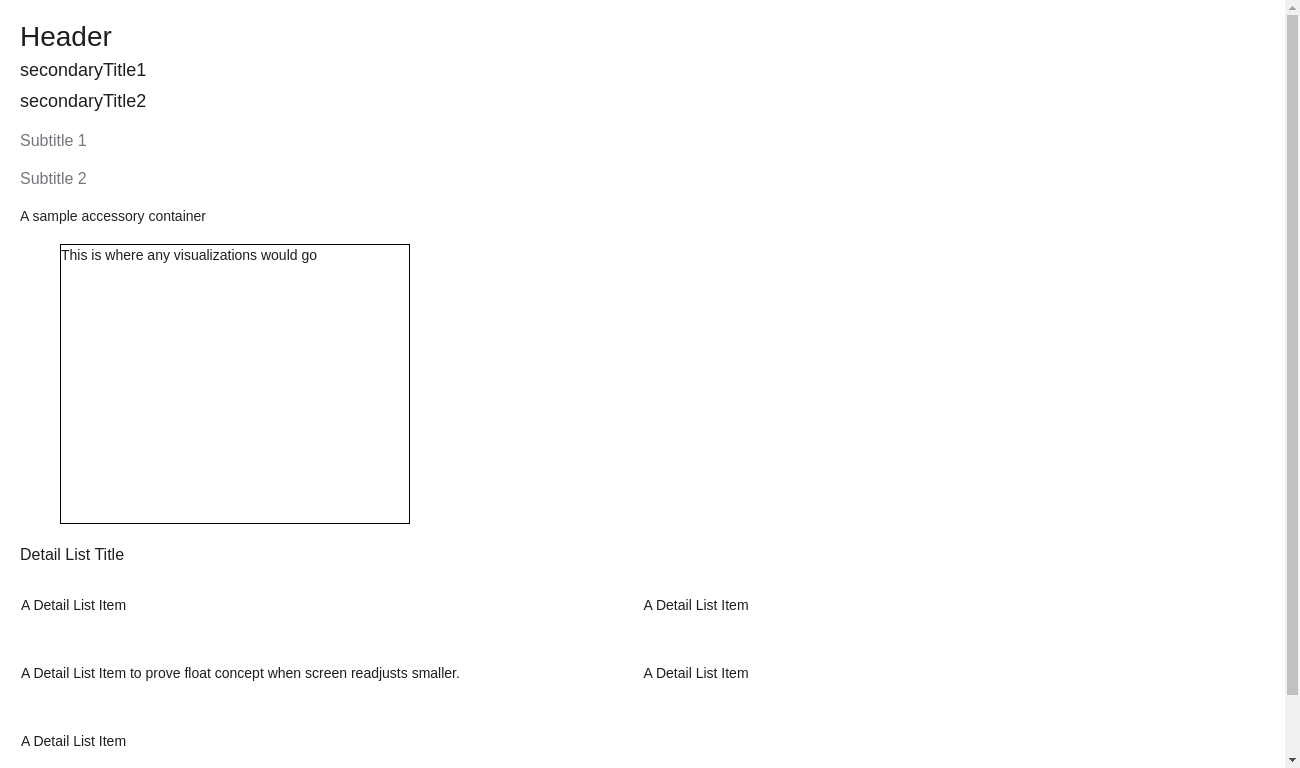 Header
secondaryTitle1
secondaryTitle2
Subtitle 1
Subtitle 2
A sample accessory container
This is where any visualizations would go
Detail List Title
A Detail List Item
A Detail List Item
A Detail List Item to prove float concept when screen readjusts smaller.
A Detail List Item
A Detail List Item